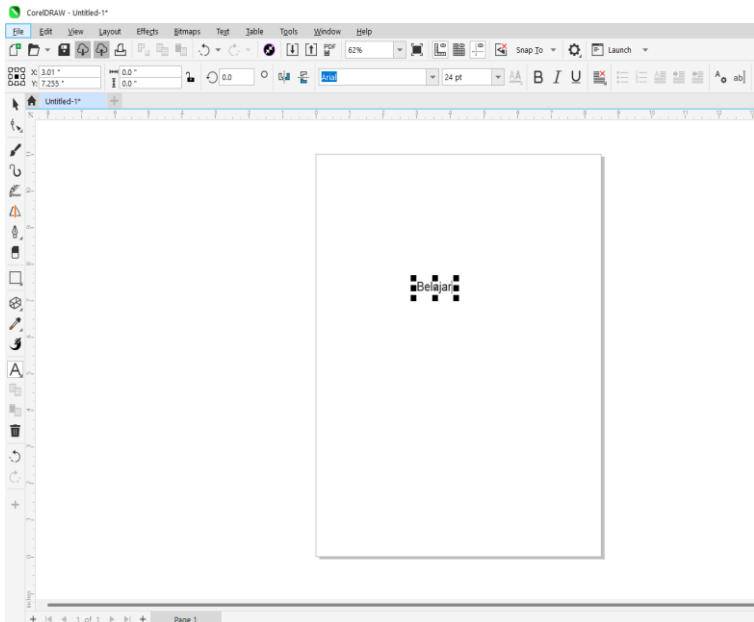 CorelDRAW - Untitled-1*
File Edit View Layout Effects Bitmaps Text Table Tools Window Help
PDF 62% Snap To Launch
X: 3.01 " 0.0 " 0.0 Arial 24 pt ab
Y: 7.255 " 0.0 "
Untitled-1*
Belajar
1 of 1 Page 1